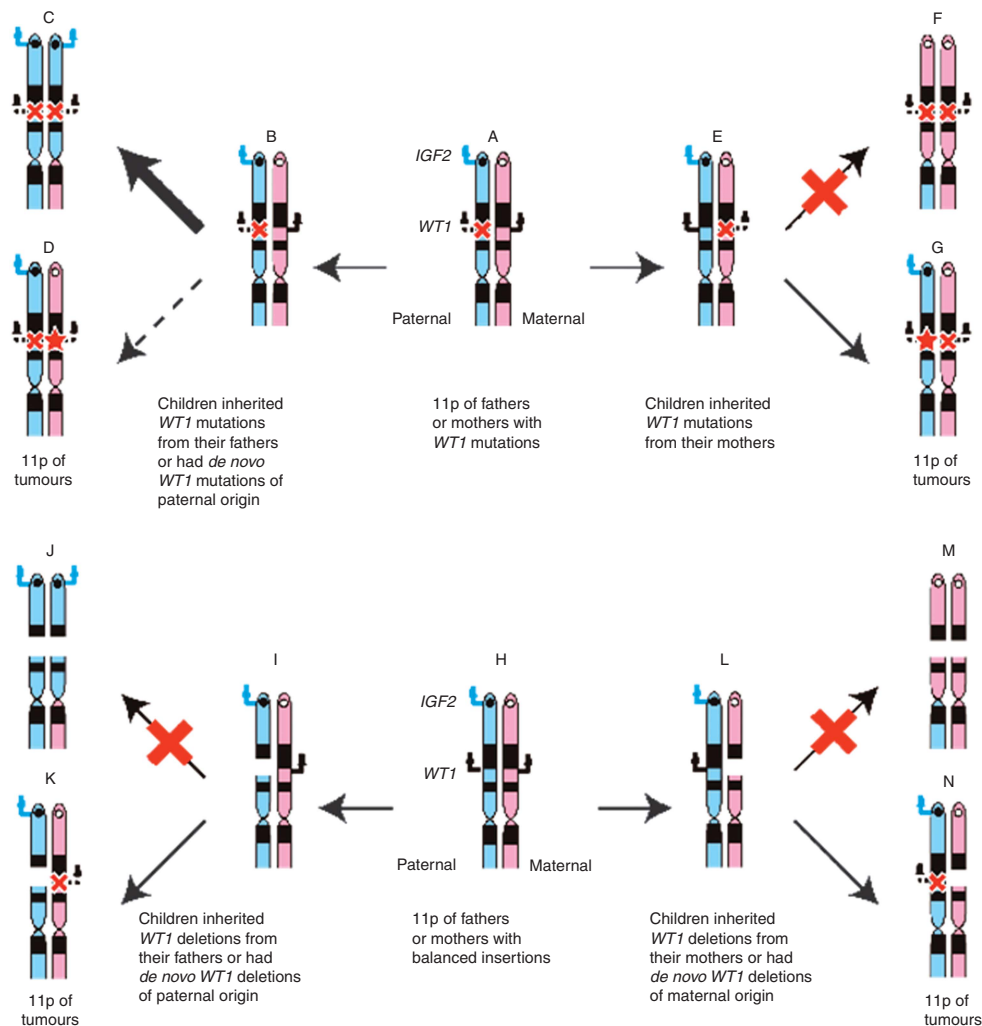 C
F
B
A
E
IGF2
WT1
D
G
Paternal
Maternal
Children inherited
WT1 mutations
from their fathers
or had de novo
WT1 mutations of
paternal origin
11p of fathers
or mothers with
WT1 mutations
Children inherited
WT1 mutations
from their mothers
11p of
tumours
11p of
tumours
J
M
I
H
L
IGF2
WT1
K
N
Paternal
Maternal
Children inherited
WT1 deletions from
their fathers or had
de novo WT1 deletions
of paternal origin
11p of fathers
or mothers with
balanced insertions
Children inherited
WT1 deletions from
their mothers or had
de novo WT1 deletions
of maternal origin
11p of
tumours
11p of
tumours